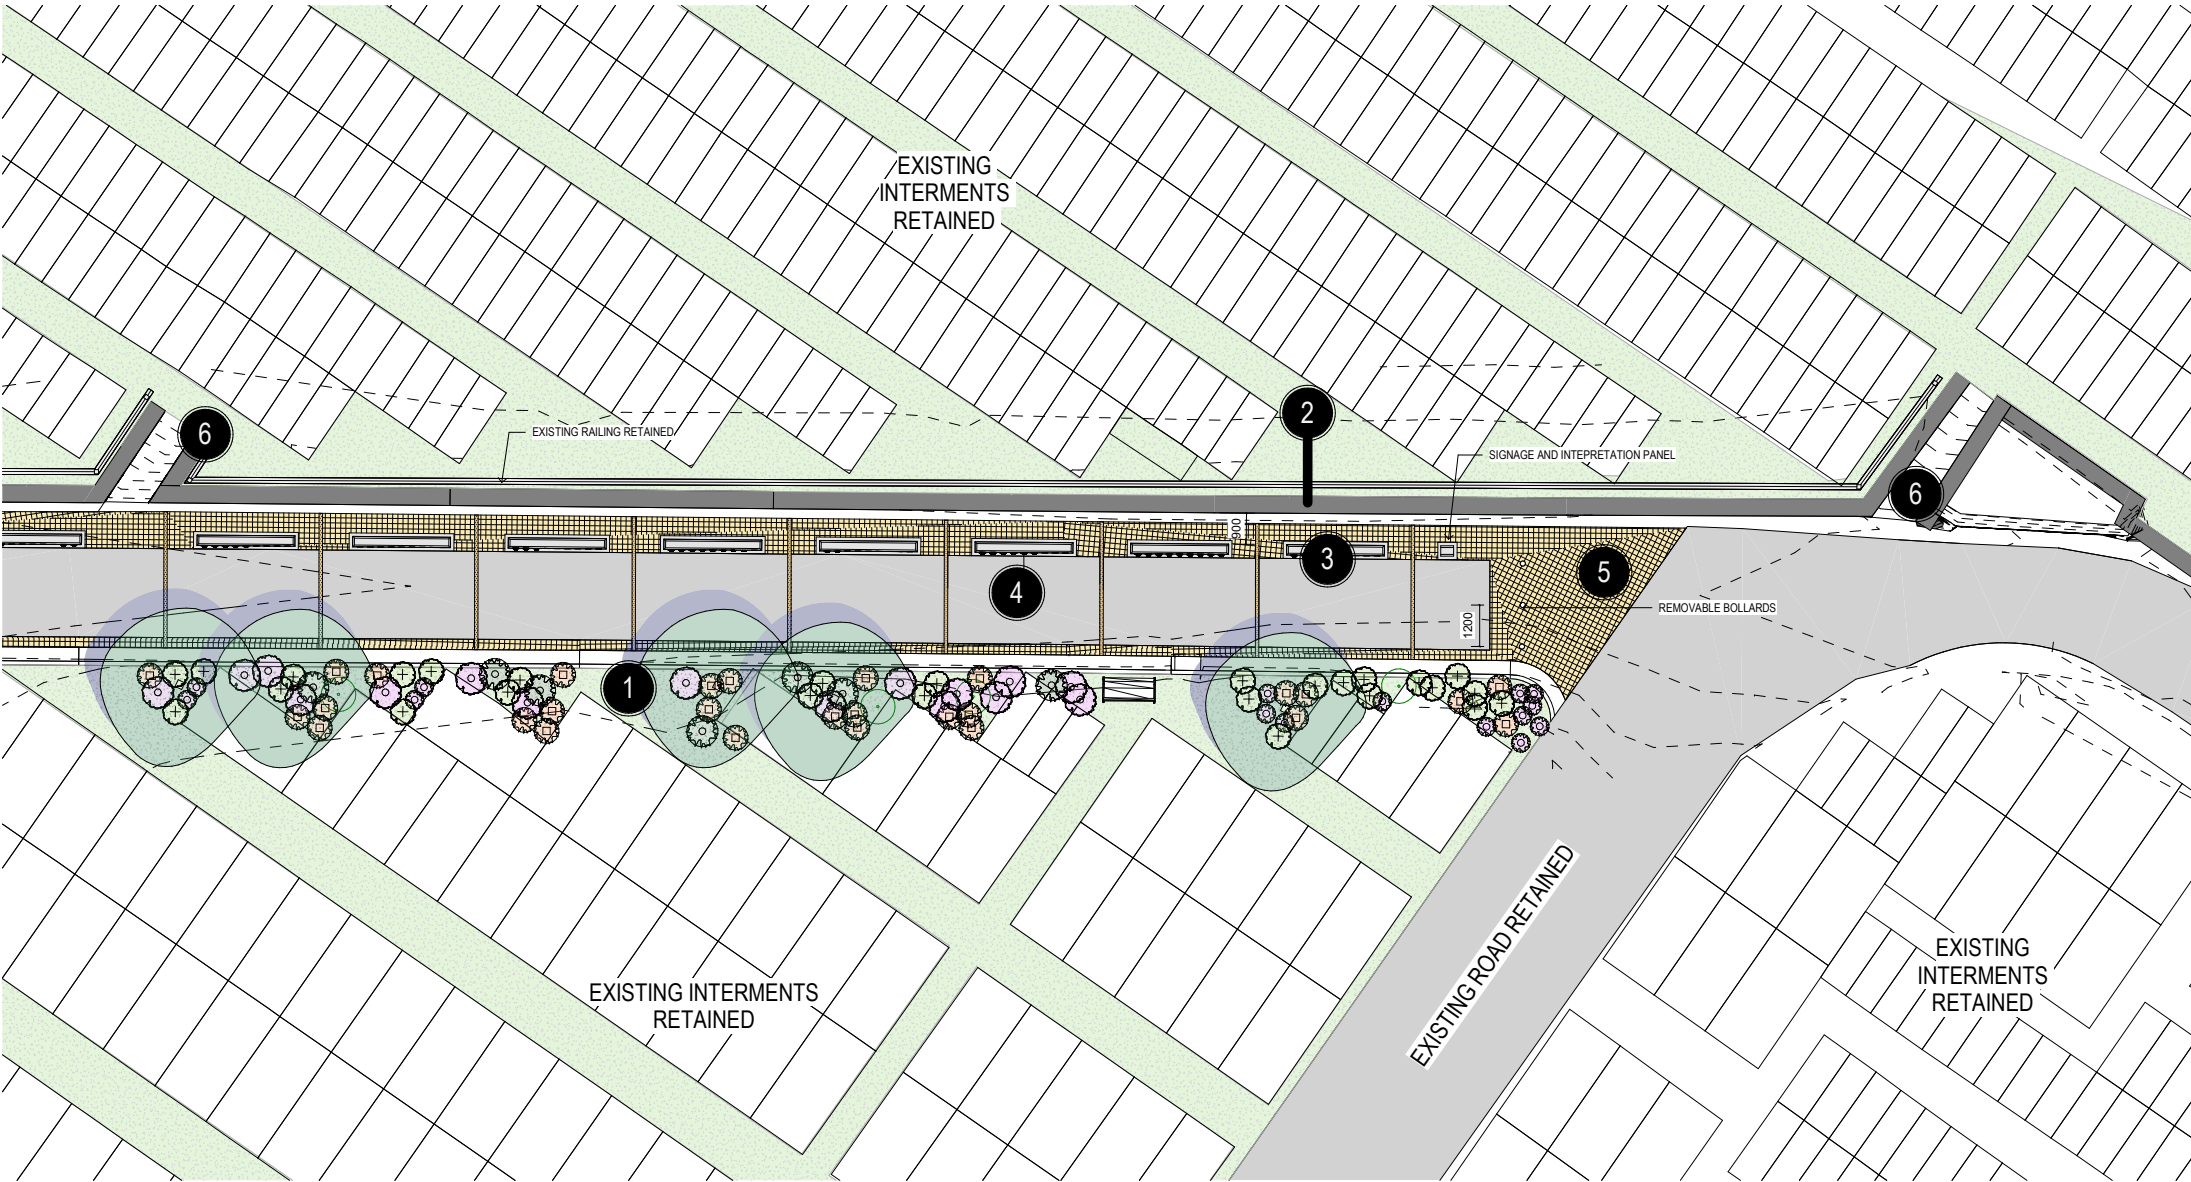 EXISTING
INTERMENTS
RETAINED
2
6
EXISTING RAILING RETAINED
SIGNAGE AND INTEPRETATION PANEL
6
900
3
5
4
REMOVABLE BOLLARDS
1200
1
EXISTING ROAD RETAINED
EXISTING
INTERMENTS
RETAINED
EXISTING INTERMENTS
RETAINED